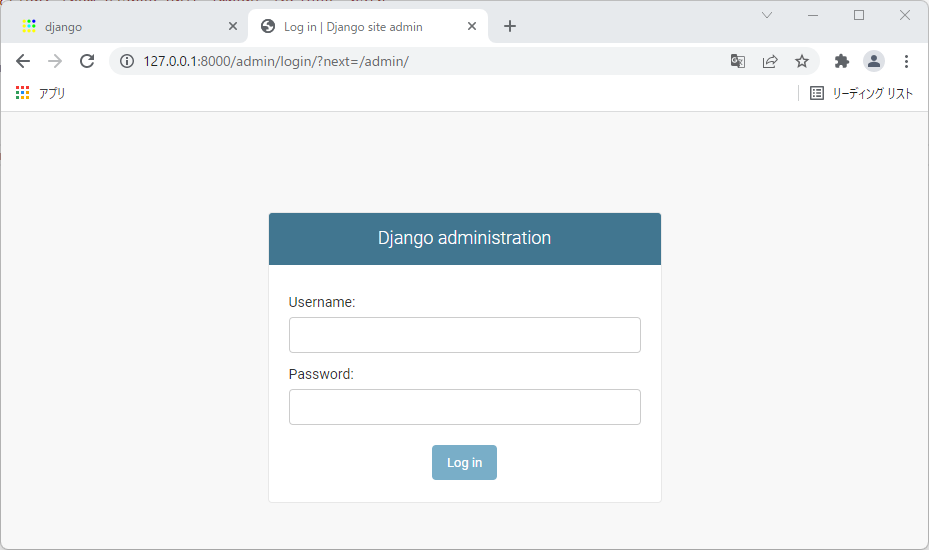 django
Log in | Django site admin
127.0.0.1:8000/admin/login/?next=/admin/
アプリ
リーディング リスト
Django administration
Username:
Password:
Log in